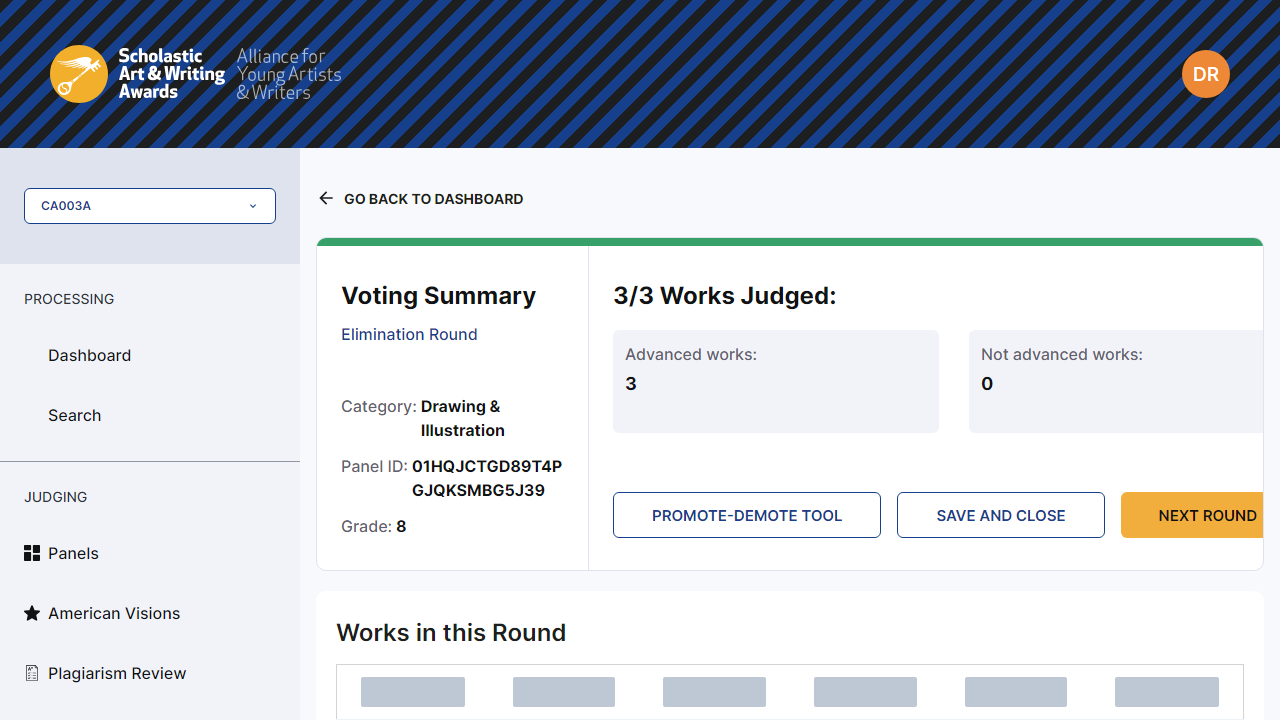 Scholastic
Art & Writing
Awards
Alliance for
Young Artists
& Writers
DR
CA003A
GO BACK TO DASHBOARD
PROCESSING
Dashboard
Search
JUDGING
Panels
American Visions
Plagiarism Review
Voting Summary
Elimination Round
Category: Drawing &
Illustration
Panel ID: 01HQJCTGD89T4P
GJQKSMBG5J39
Grade: 8
3/3 Works Judged:
Advanced works:
3
Not advanced works:
0
PROMOTE-DEMOTE TOOL
SAVE AND CLOSE
NEXT ROUND
Works in this Round